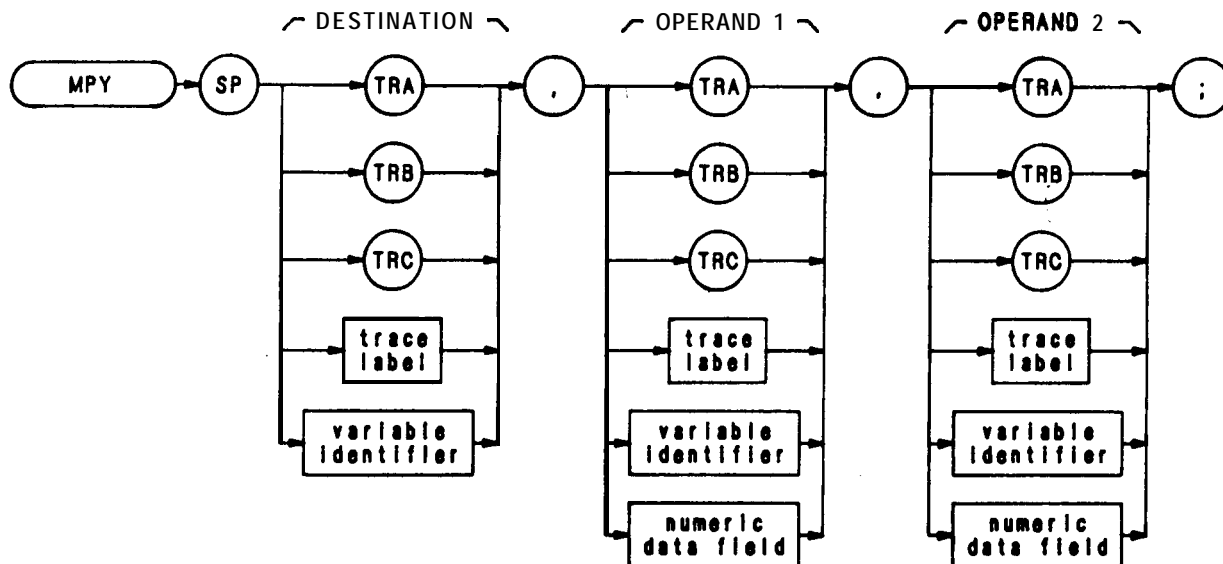 DESTINATION OPERAND 1 OPERAND 2
MPY SP TRA , TRA , TRA ;
TRB TRB TRB
TRC TRC TRC
trace trace trace
label label label
variable variable variable
identifier identifier identifier
numeric numeric
data field data field